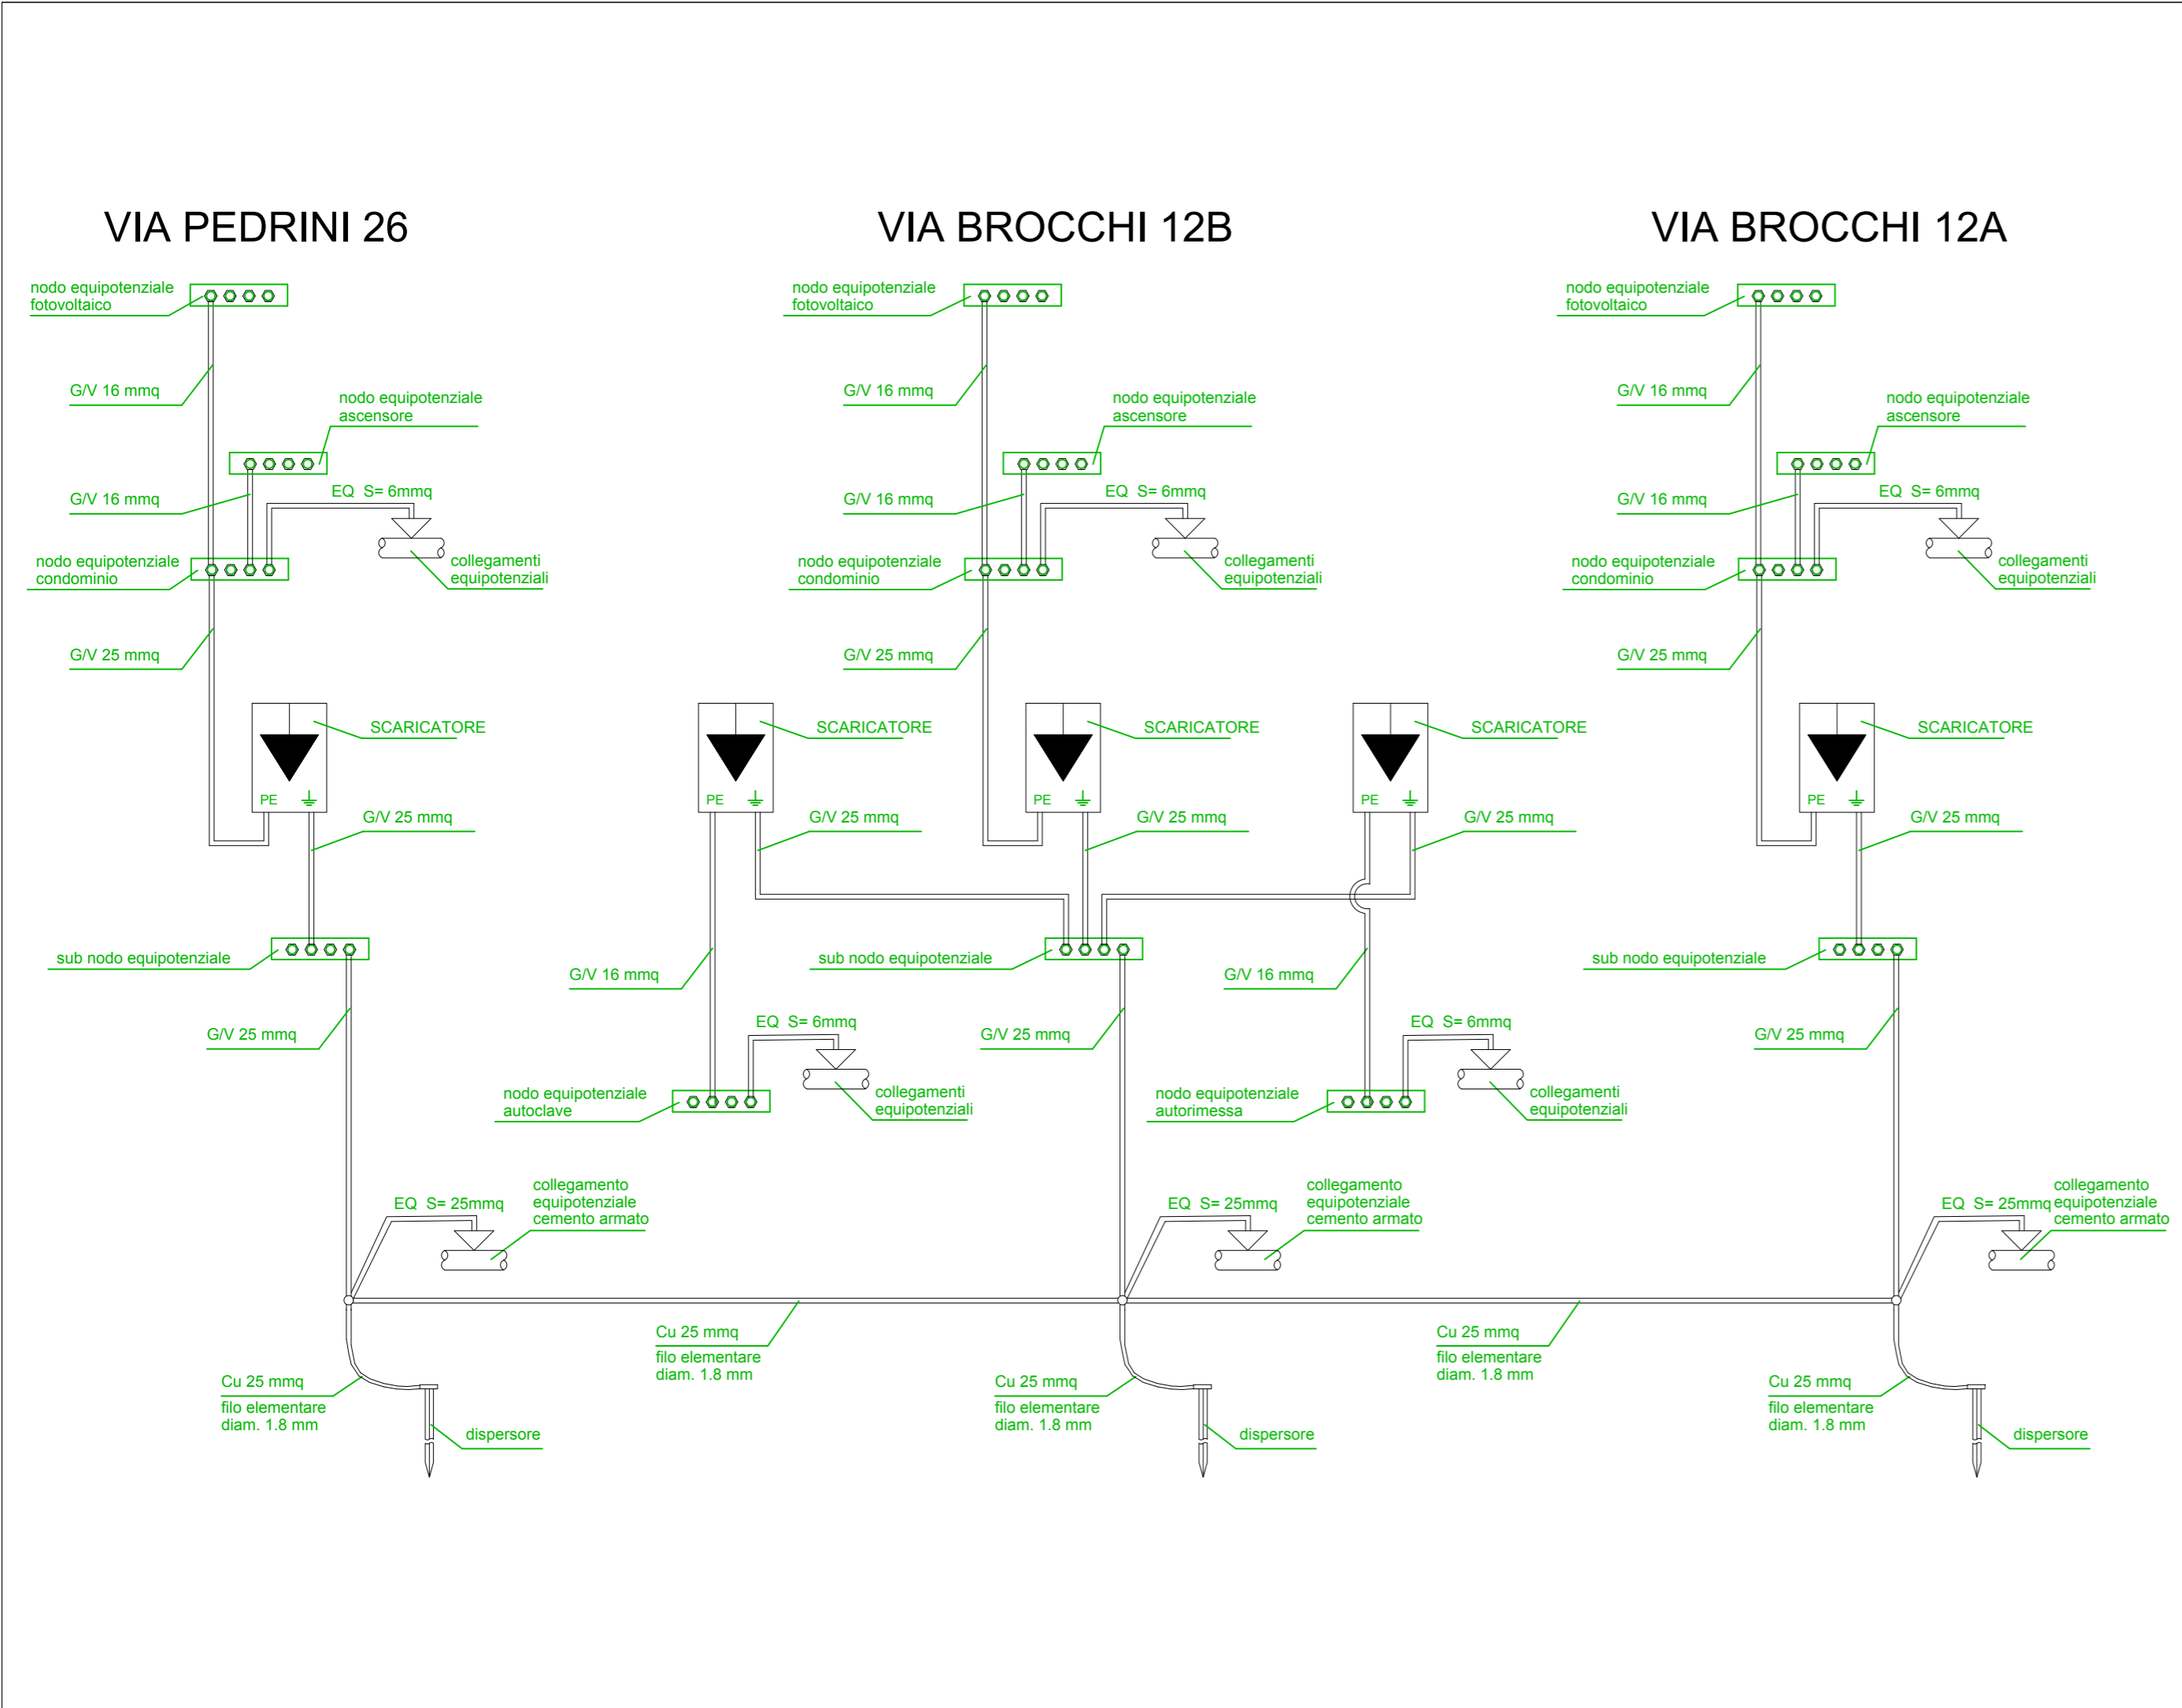 VIA PEDRINI 26
VIA BROCCHI 12B
VIA BROCCHI 12A
nodo equipotenziale
fotovoltaico
nodo equipotenziale
fotovoltaico
nodo equipotenziale
fotovoltaico
G/V 16 mmq
G/V 16 mmq
G/V 16 mmq
nodo equipotenziale
ascensore
nodo equipotenziale
ascensore
nodo equipotenziale
ascensore
G/V 16 mmq
EQ S= 6mmq
G/V 16 mmq
EQ S= 6mmq
G/V 16 mmq
EQ S= 6mmq
nodo equipotenziale
condominio
collegamenti
equipotenziali
nodo equipotenziale
condominio
collegamenti
equipotenziali
nodo equipotenziale
condominio
collegamenti
equipotenziali
G/V 25 mmq
G/V 25 mmq
G/V 25 mmq
SCARICATORE
SCARICATORE
SCARICATORE
SCARICATORE
SCARICATORE
PE
PE
PE
PE
PE
G/V 25 mmq
G/V 25 mmq
G/V 25 mmq
G/V 25 mmq
G/V 25 mmq
sub nodo equipotenziale
sub nodo equipotenziale
sub nodo equipotenziale
G/V 16 mmq
G/V 16 mmq
G/V 25 mmq
EQ S= 6mmq
G/V 25 mmq
EQ S= 6mmq
G/V 25 mmq
nodo equipotenziale
autoclave
collegamenti
equipotenziali
nodo equipotenziale
autorimessa
collegamenti
equipotenziali
EQ S= 25mmq
collegamento
equipotenziale
cemento armato
EQ S= 25mmq
collegamento
equipotenziale
cemento armato
EQ S= 25mmq
collegamento
equipotenziale
cemento armato
Cu 25 mmq
filo elementare
diam. 1.8 mm
Cu 25 mmq
filo elementare
diam. 1.8 mm
Cu 25 mmq
filo elementare
diam. 1.8 mm
Cu 25 mmq
filo elementare
diam. 1.8 mm
Cu 25 mmq
filo elementare
diam. 1.8 mm
dispersore
dispersore
dispersore